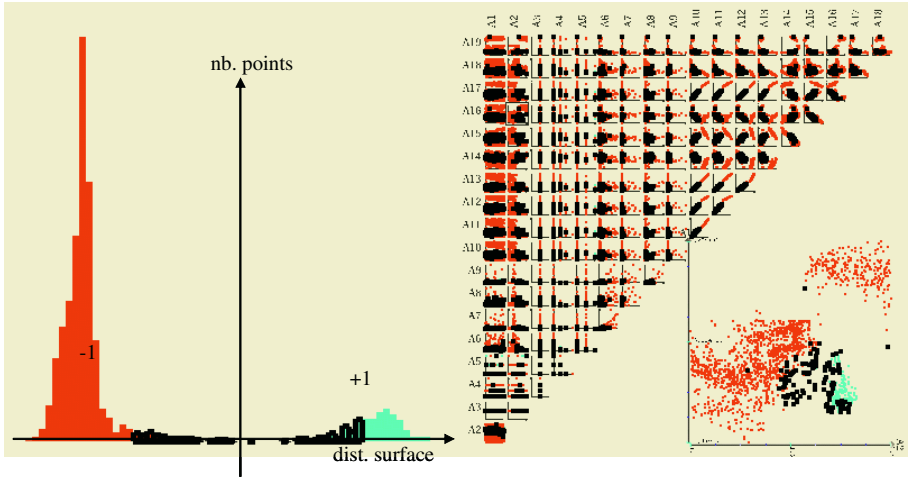 nb. points
-1
+1
dist. surface
A1 A2 A3 A4 A5 A6 A7 A8 A9 A10 A11 A12 A13 A14 A15 A16 A17 A18
A19
A18
A17
A16
A15
A14
A13
A12
A11
A10
A9
A8
A7
A6
A5
A4
A3
A2